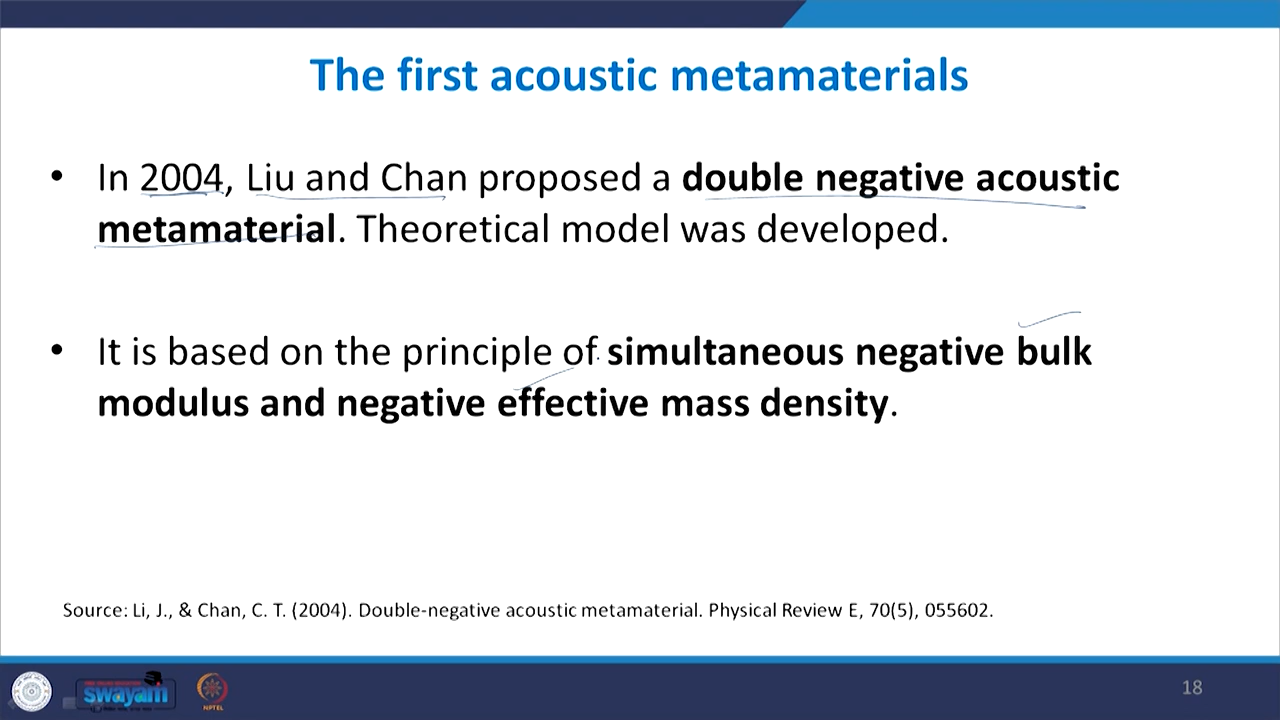 The first acoustic metamaterials
• In 2004, Liu and Chan proposed a double negative acoustic
metamaterial. Theoretical model was developed.
• It is based on the principle of simultaneous negative bulk
modulus and negative effective mass density.
Source: Li, J., & Chan, C. T. (2004). Double-negative acoustic metamaterial. Physical Review E, 70(5), 055602.
swayam
NPTEL
18